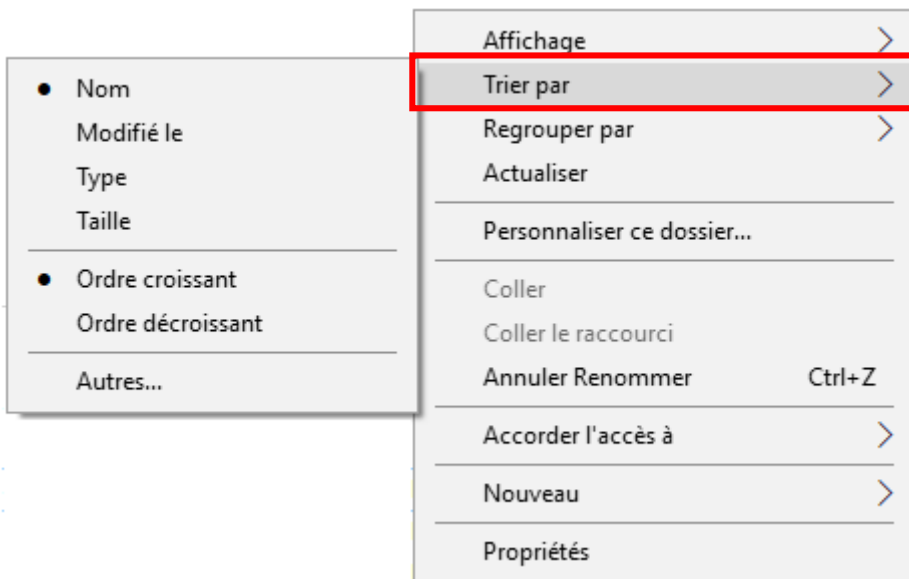 Affichage
Trier par
Regrouper par
Actualiser
Personnaliser ce dossier...
Coller
Coller le raccourci
Annuler Renommer Ctrl+Z
Accorder l'accès à
Nouveau
Propriétés
Nom
Modifié le
Type
Taille
Ordre croissant
Ordre décroissant
Autres...